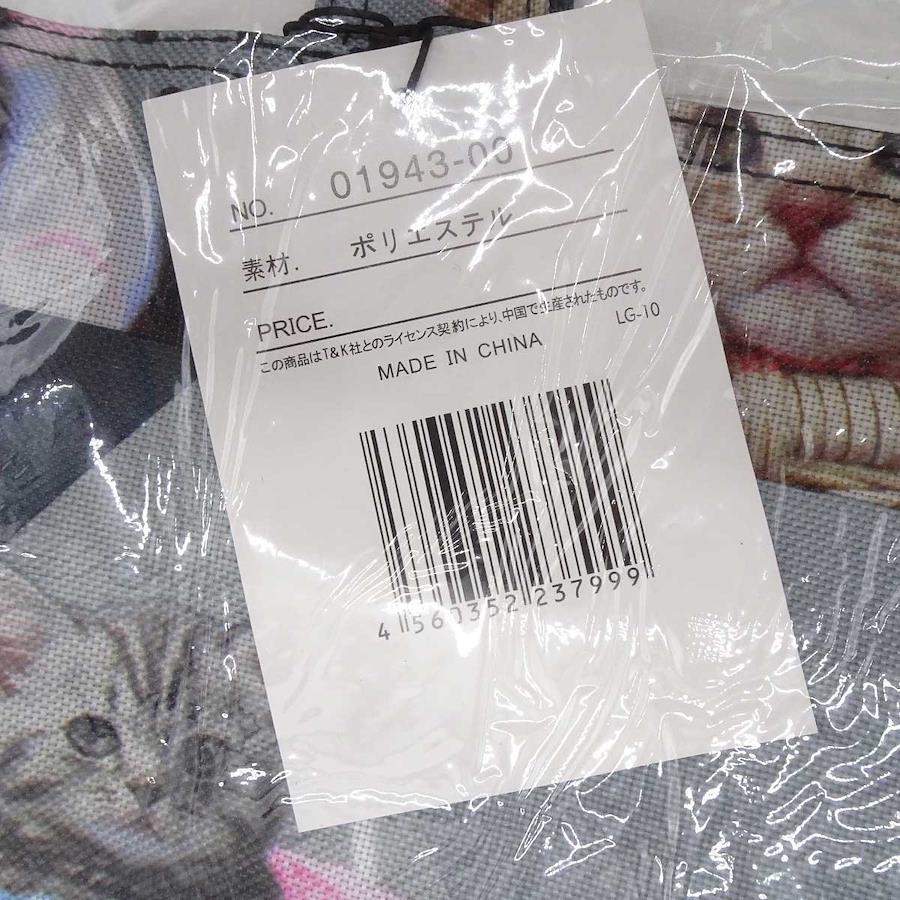 NO. 01943-00
素材. ポリエステル
PRICE.
この商品はT&K社とのライセンス契約により、中国で生産されたものです。
MADE IN CHINA LG-10
4 560352 237999